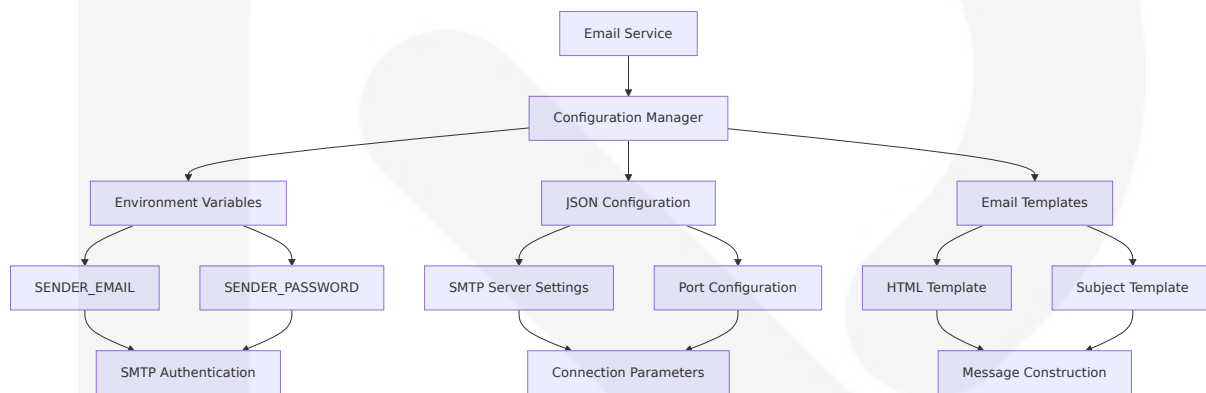 Email Service
Configuration Manager
Environment Variables
JSON Configuration
Email Templates
SENDER_EMAIL
SENDER_PASSWORD
SMTP Server Settings
Port Configuration
HTML Template
Subject Template
SMTP Authentication
Connection Parameters
Message Construction